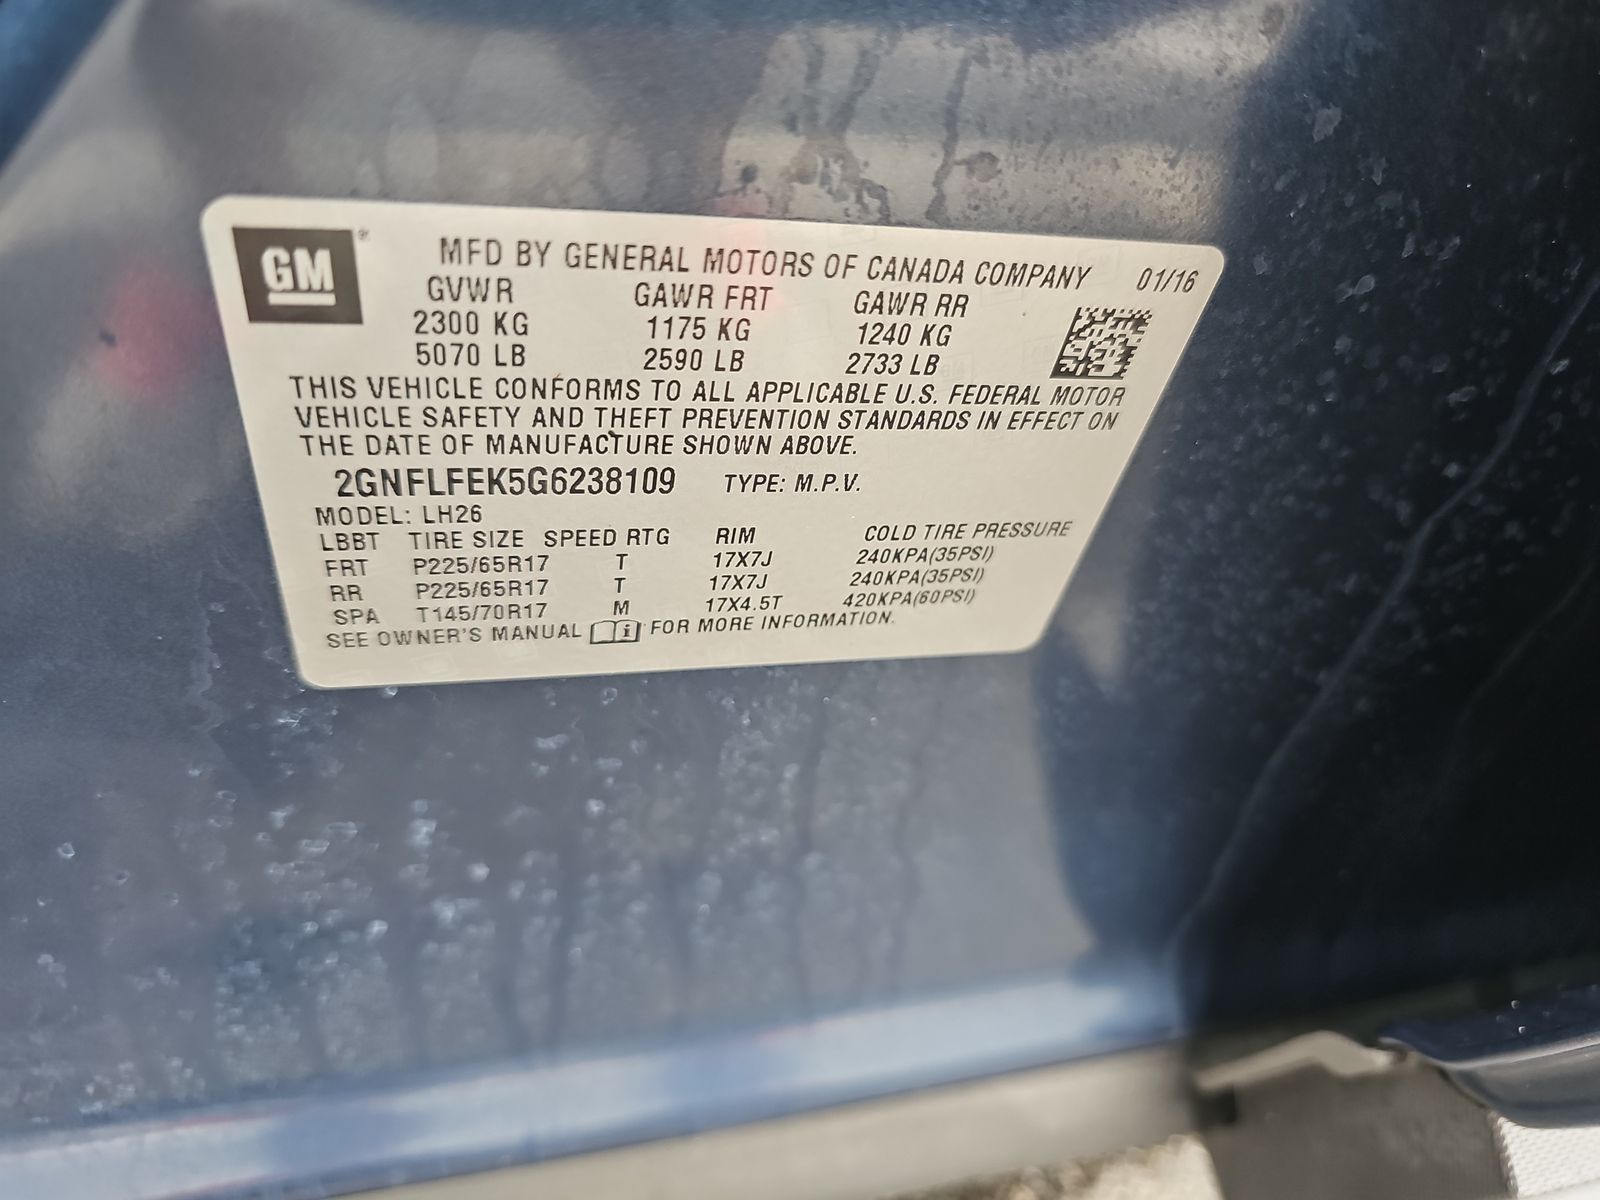 GM ®
MFD BY GENERAL MOTORS OF CANADA COMPANY 01/16
GVWR GAWR FRT GAWR RR
2300 KG 1175 KG 1240 KG
5070 LB 2590 LB 2733 LB
THIS VEHICLE CONFORMS TO ALL APPLICABLE U.S. FEDERAL MOTOR
VEHICLE SAFETY AND THEFT PREVENTION STANDARDS IN EFFECT ON
THE DATE OF MANUFACTURE SHOWN ABOVE.
2GNFLFEK5G6238109 TYPE: M.P.V.
MODEL: LH26
LBBT TIRE SIZE SPEED RTG RIM COLD TIRE PRESSURE
FRT P225/65R17 T 17X7J 240KPA(35PSI)
RR P225/65R17 T 17X7J 240KPA(35PSI)
SPA T145/70R17 M 17X4.5T 420KPA(60PSI)
SEE OWNER'S MANUAL i FOR MORE INFORMATION.